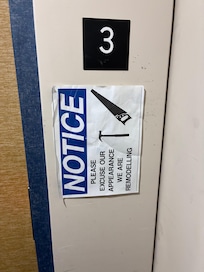 3
NOTICE
PLEASE
EXCUSE OUR
APPEARANCE
WE ARE
REMODELLING